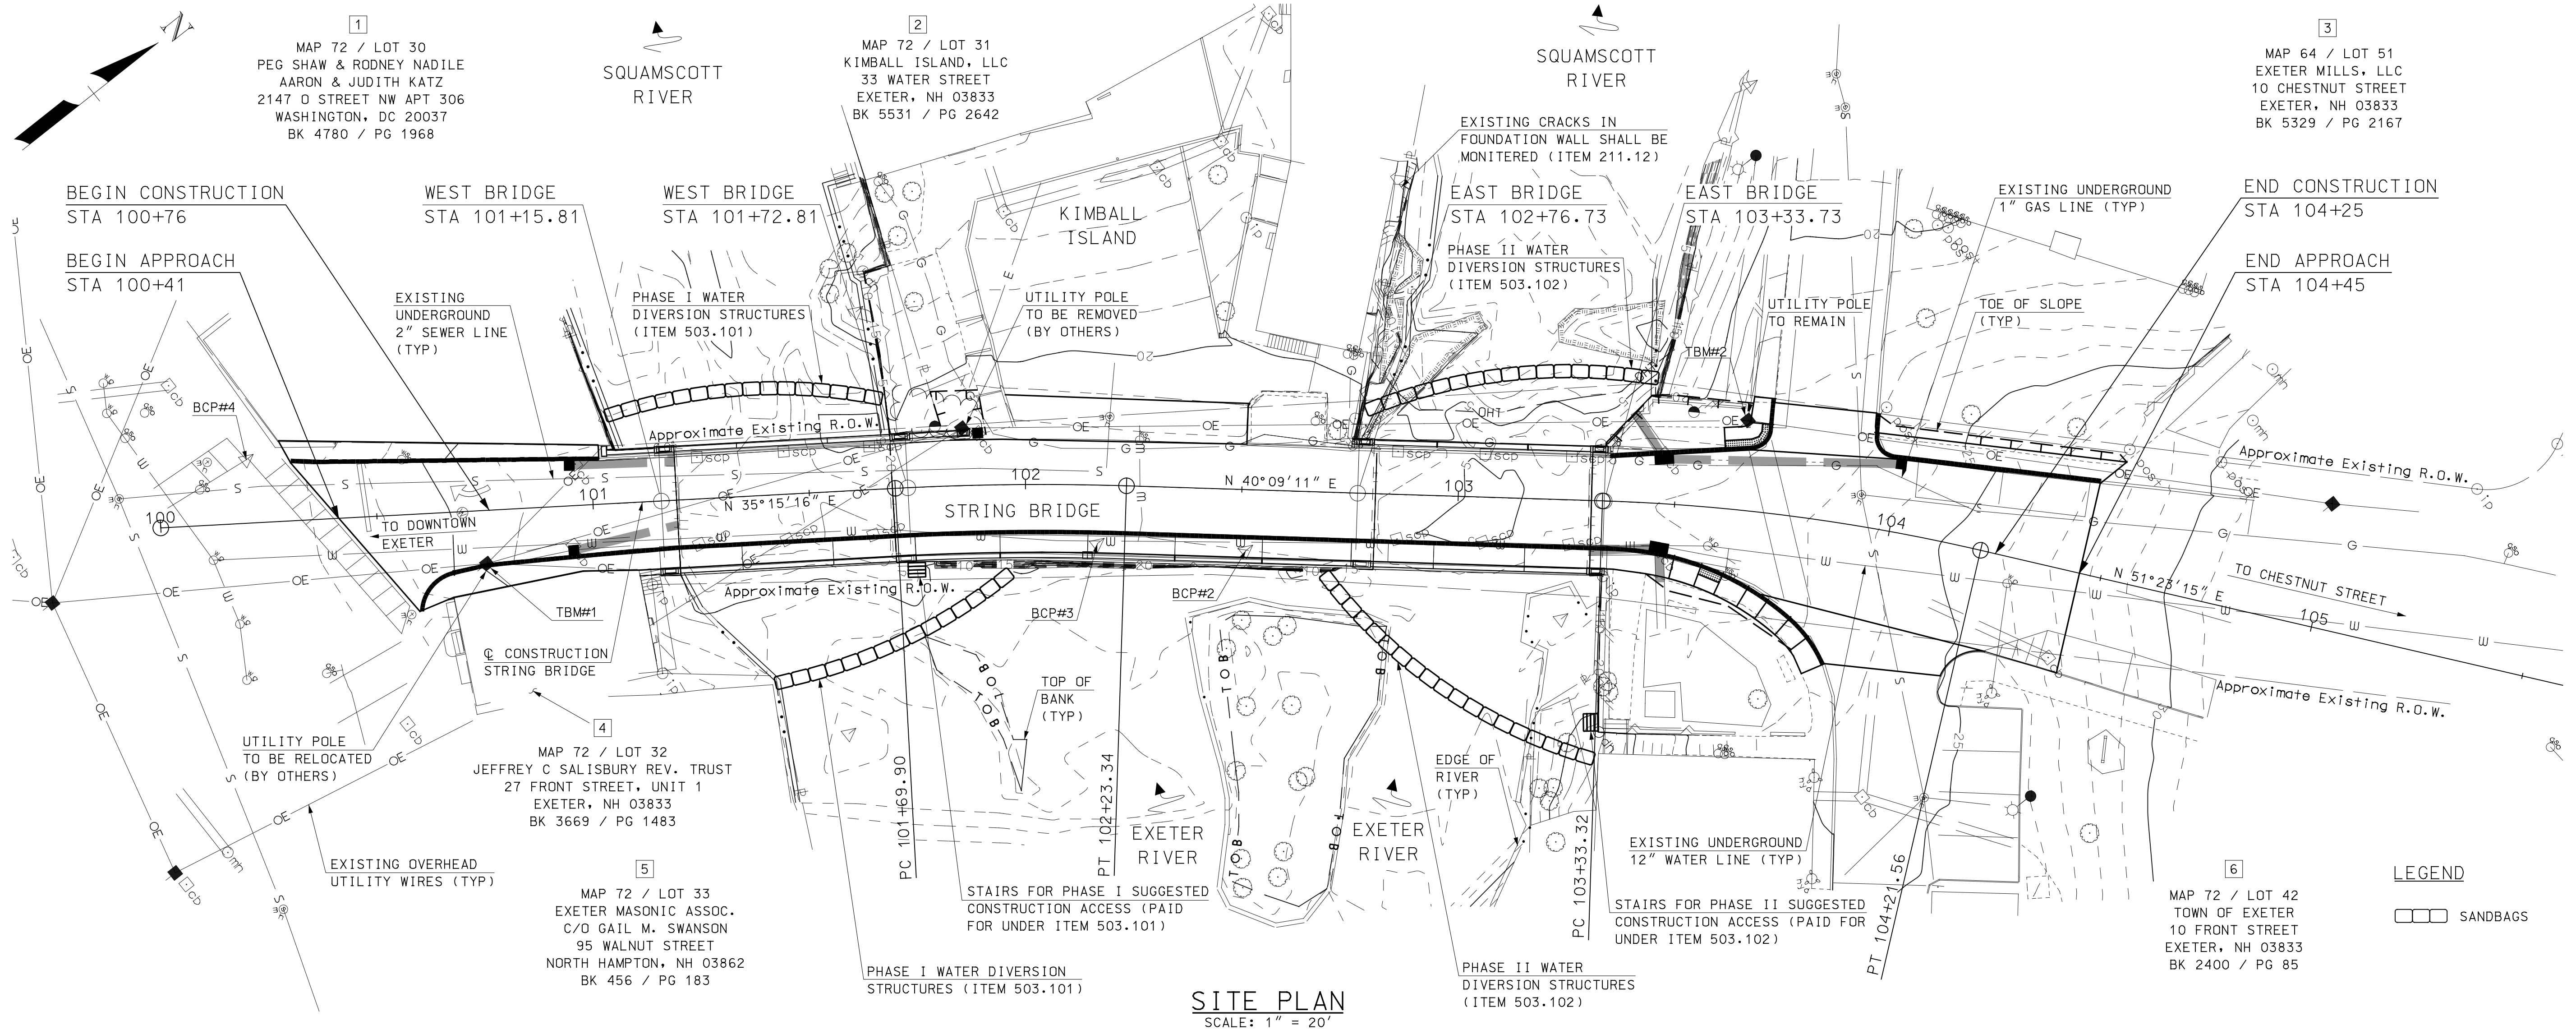 N
1
MAP 72 / LOT 30
PEG SHAW & RODNEY NADILE
AARON & JUDITH KATZ
2147 O STREET NW APT 306
WASHINGTON, DC 20037
BK 4780 / PG 1968
SQUAMSCOTT
RIVER
2
MAP 72 / LOT 31
KIMBALL ISLAND, LLC
33 WATER STREET
EXETER, NH 03833
BK 5531 / PG 2642
SQUAMSCOTT
RIVER
3
MAP 64 / LOT 51
EXETER MILLS, LLC
10 CHESTNUT STREET
EXETER, NH 03833
BK 5329 / PG 2167
EXISTING CRACKS IN
FOUNDATION WALL SHALL BE
MONITERED (ITEM 211.12)
BEGIN CONSTRUCTION
STA 100+76
WEST BRIDGE
STA 101+15.81
WEST BRIDGE
STA 101+72.81
KIMBALL
ISLAND
EAST BRIDGE
STA 102+76.73
EAST BRIDGE
STA 103+33.73
EXISTING UNDERGROUND
1" GAS LINE (TYP)
END CONSTRUCTION
STA 104+25
BEGIN APPROACH
STA 100+41
END APPROACH
STA 104+45
EXISTING
UNDERGROUND
2" SEWER LINE
(TYP)
PHASE I WATER
DIVERSION STRUCTURES
(ITEM 503.101)
UTILITY POLE
TO BE REMOVED
(BY OTHERS)
PHASE II WATER
DIVERSION STRUCTURES
(ITEM 503.102)
UTILITY POLE
TO REMAIN
TOE OF SLOPE
(TYP)
TBM#2
BCP#4
Approximate Existing R.O.W.
Approximate Existing R.O.W.
100
101
102
103
104
105
N 35°15'16" E
N 40°09'11" E
N 51°23'15" E
TO DOWNTOWN
EXETER
STRING BRIDGE
TO CHESTNUT STREET
Approximate Existing R.O.W.
Approximate Existing R.O.W.
TBM#1
BCP#3
BCP#2
℄ CONSTRUCTION
STRING BRIDGE
TOP OF
BANK
(TYP)
UTILITY POLE
TO BE RELOCATED
(BY OTHERS)
4
MAP 72 / LOT 32
JEFFREY C SALISBURY REV. TRUST
27 FRONT STREET, UNIT 1
EXETER, NH 03833
BK 3669 / PG 1483
PC 101+69.90
PT 102+23.34
PC 103+33.32
PT 104+21.56
EDGE OF
RIVER
(TYP)
EXETER
RIVER
EXETER
RIVER
EXISTING UNDERGROUND
12" WATER LINE (TYP)
EXISTING OVERHEAD
UTILITY WIRES (TYP)
5
MAP 72 / LOT 33
EXETER MASONIC ASSOC.
C/O GAIL M. SWANSON
95 WALNUT STREET
NORTH HAMPTON, NH 03862
BK 456 / PG 183
STAIRS FOR PHASE I SUGGESTED
CONSTRUCTION ACCESS (PAID
FOR UNDER ITEM 503.101)
STAIRS FOR PHASE II SUGGESTED
CONSTRUCTION ACCESS (PAID FOR
UNDER ITEM 503.102)
6
MAP 72 / LOT 42
TOWN OF EXETER
10 FRONT STREET
EXETER, NH 03833
BK 2400 / PG 85
LEGEND
SANDBAGS
PHASE I WATER DIVERSION
STRUCTURES (ITEM 503.101)
PHASE II WATER
DIVERSION STRUCTURES
(ITEM 503.102)
SITE PLAN
SCALE: 1" = 20'